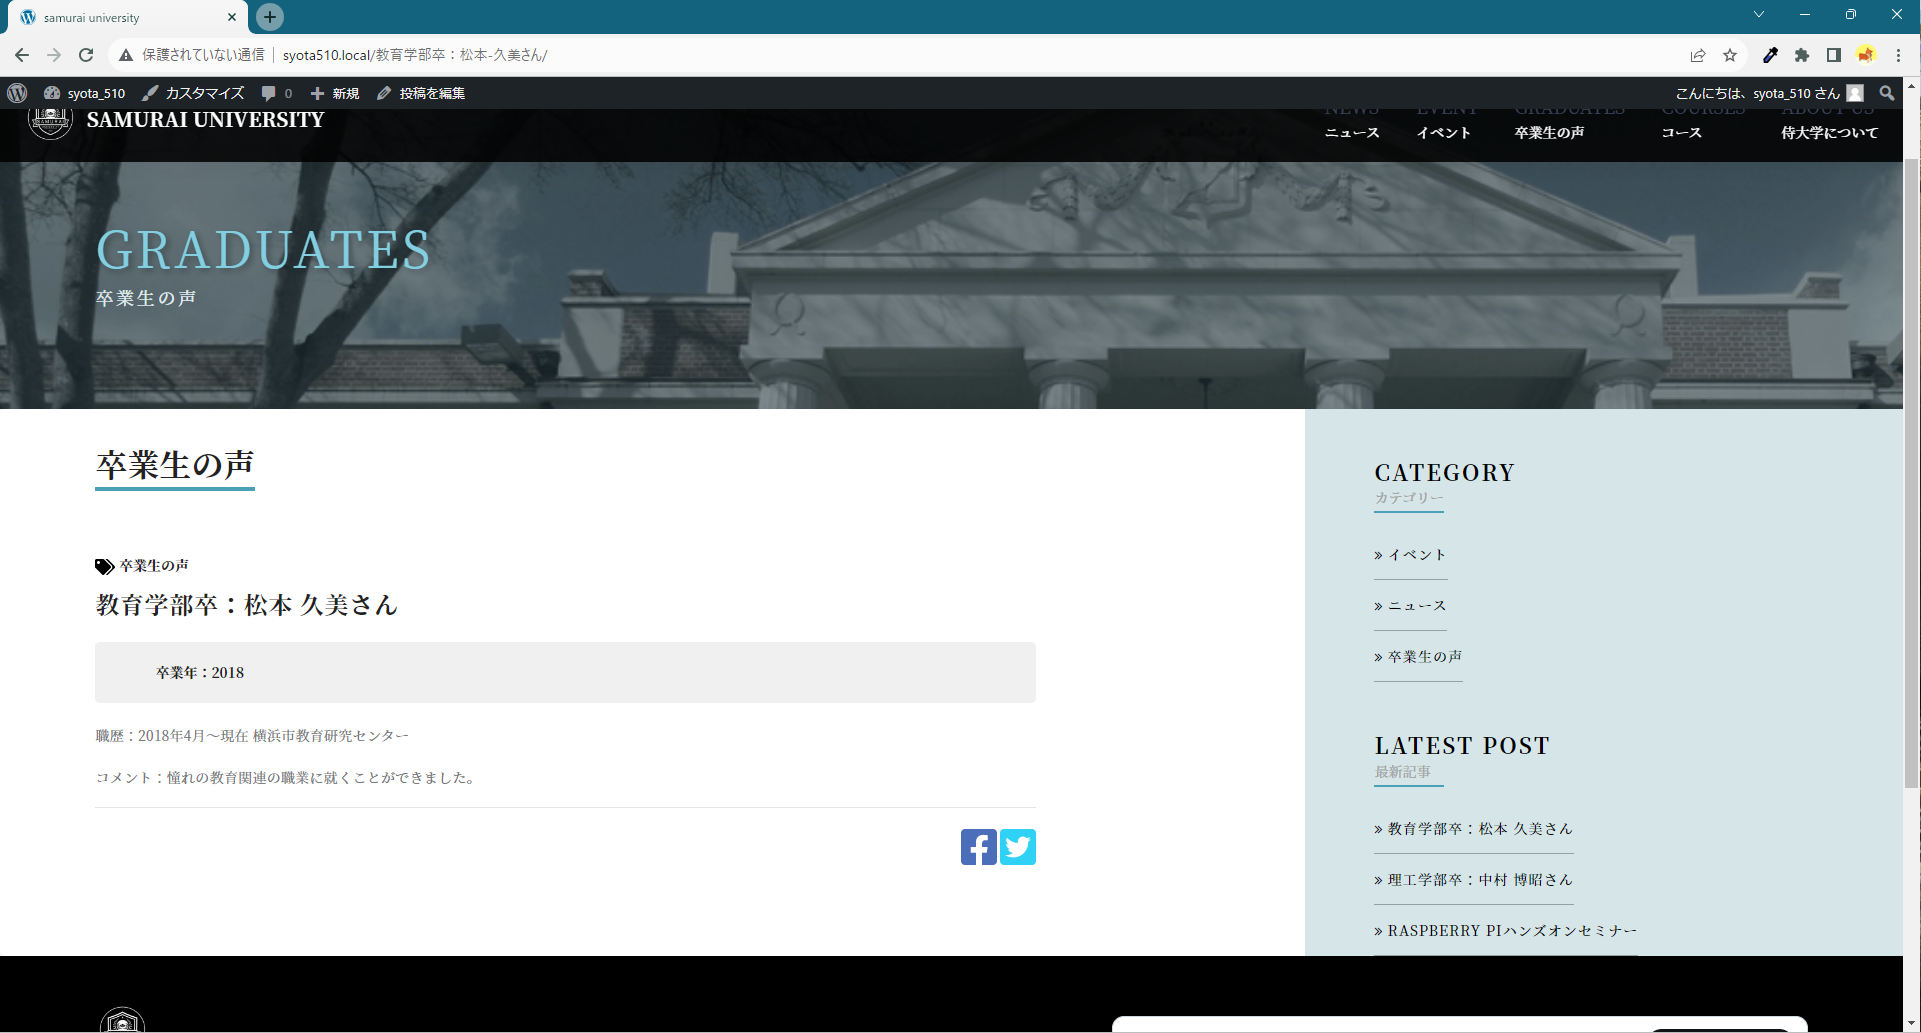 samurai university
保護されていない通信 syota510.local/教育学部卒：松本-久美さん/
syota_510 カスタマイズ 0 新規 投稿を編集 こんにちは、syota_510 さん
SAMURAI UNIVERSITY
NEWS EVENT GRADUATES COURSES ABOUT US
ニュース イベント 卒業生の声 コース 侍大学について
GRADUATES
卒業生の声
卒業生の声
卒業生の声
教育学部卒：松本 久美さん
卒業年：2018
職歴：2018年4月～現在 横浜市教育研究センター
コメント：憧れの教育関連の職業に就くことができました。
CATEGORY
カテゴリー
» イベント
» ニュース
» 卒業生の声
LATEST POST
最新記事
» 教育学部卒：松本 久美さん
» 理工学部卒：中村 博昭さん
» RASPBERRY PIハンズオンセミナー